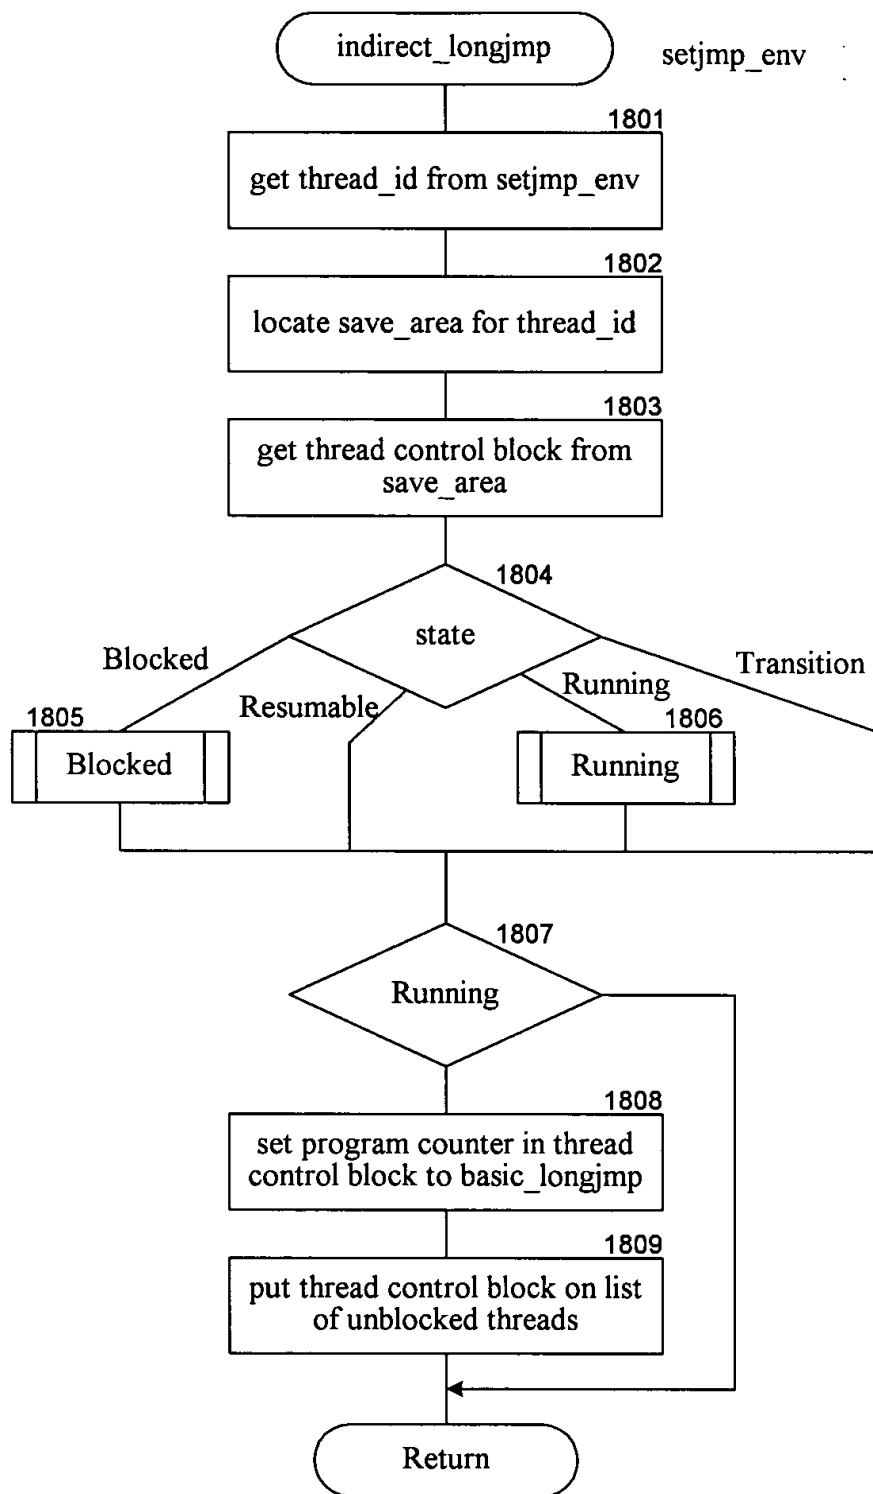 indirect_longjmp
setjmp_env
1801
get thread_id from setjmp_env
1802
locate save_area for thread_id
1803
get thread control block from
save_area
1804
state
Blocked
Resumable
Running
Transition
1805
Blocked
1806
Running
1807
Running
1808
set program counter in thread
control block to basic_longjmp
1809
put thread control block on list
of unblocked threads
Return